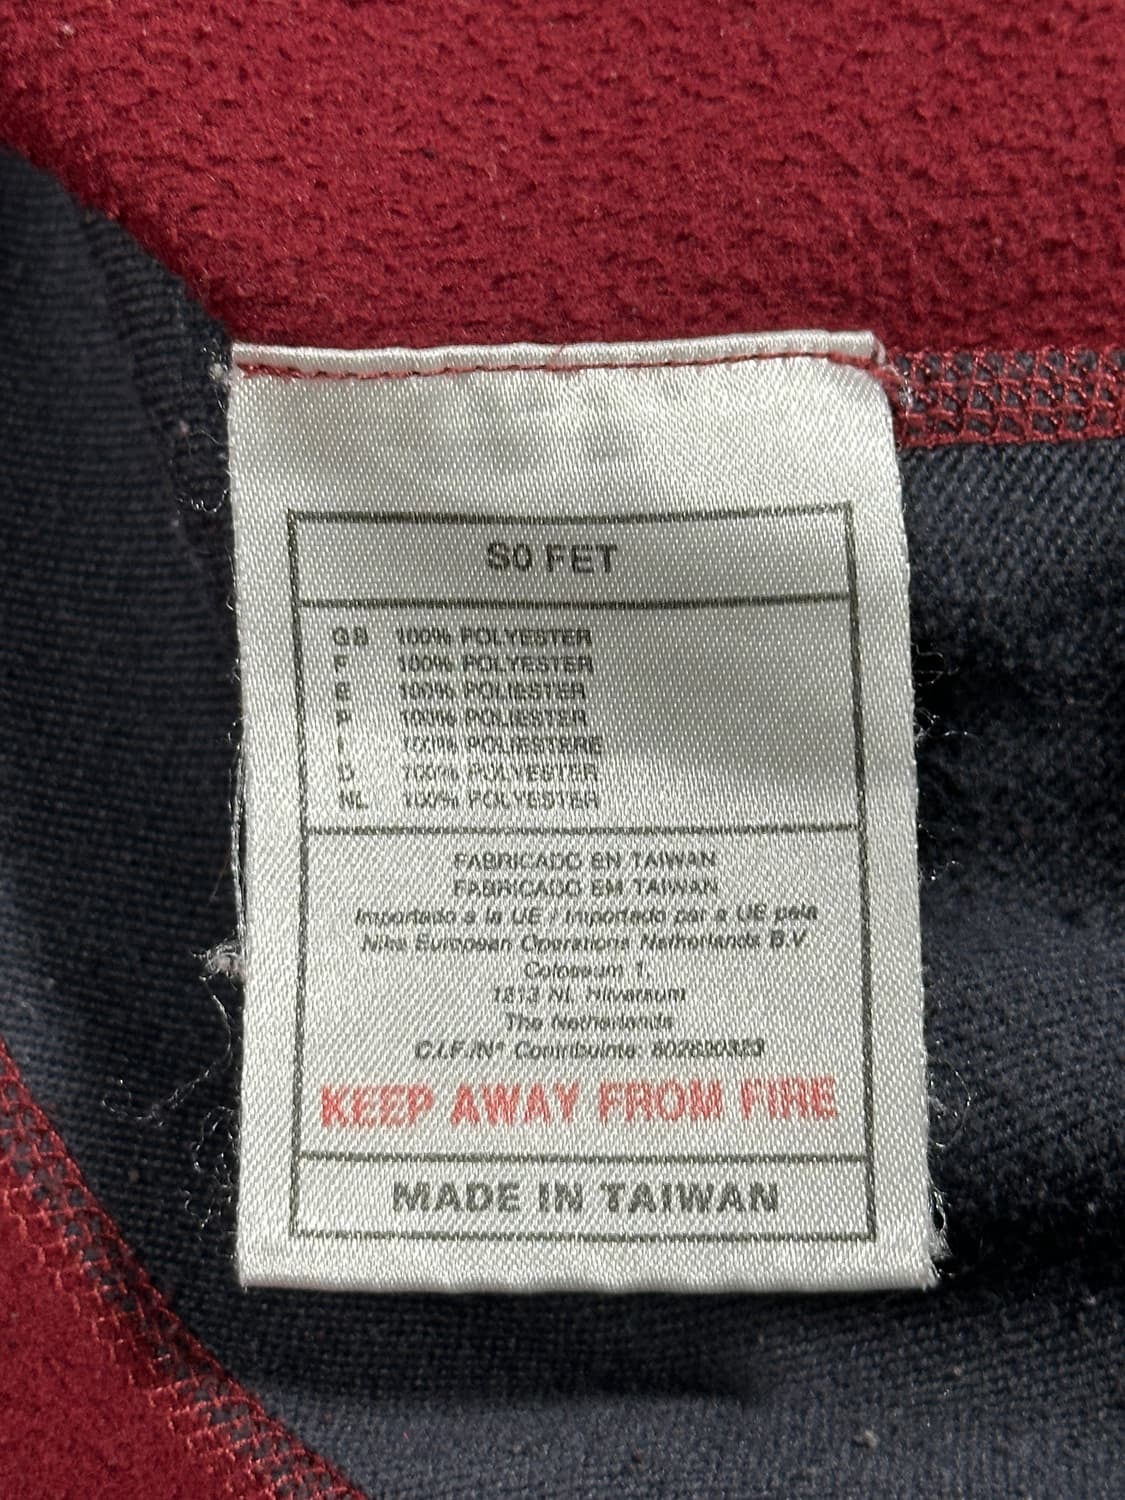 S0 FET
GB 100% POLYESTER
F 100% POLYESTER
E 100% POLIESTER
P 100% POLIESTER
I 100% POLIESTERE
D 100% POLYESTER
NL 100% POLYESTER
FABRICADO EN TAIWAN
FABRICADO EM TAIWAN
Importado a la UE / Importado par a UE pela
Nike European Operations Netherlands B.V
Colosseum 1,
1213 NL Hilversum
The Netherlands
C.I.F./N° Contribuinte:
KEEP AWAY FROM FIRE
MADE IN TAIWAN